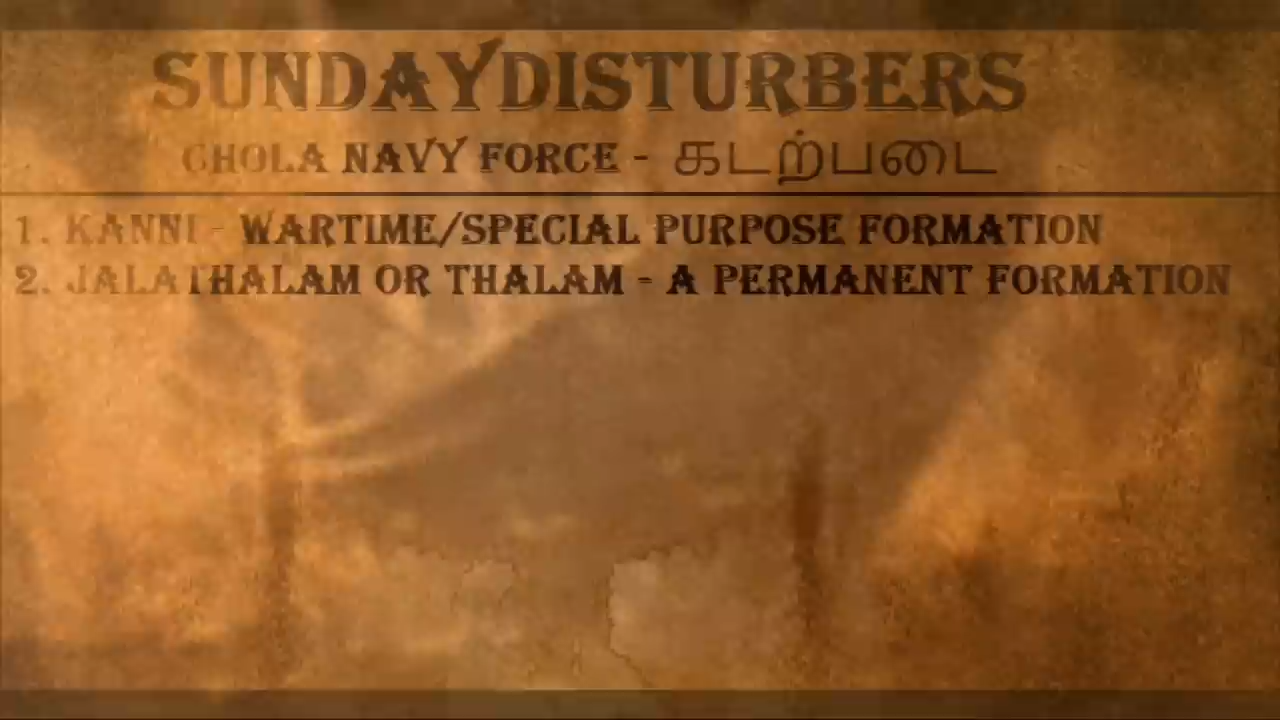 SUNDAYDISTURBERS
CHOLA NAVY FORCE - கடற்படை
1. KANNI - WARTIME/SPECIAL PURPOSE FORMATION
2. JALATHALAM OR THALAM - A PERMANENT FORMATION